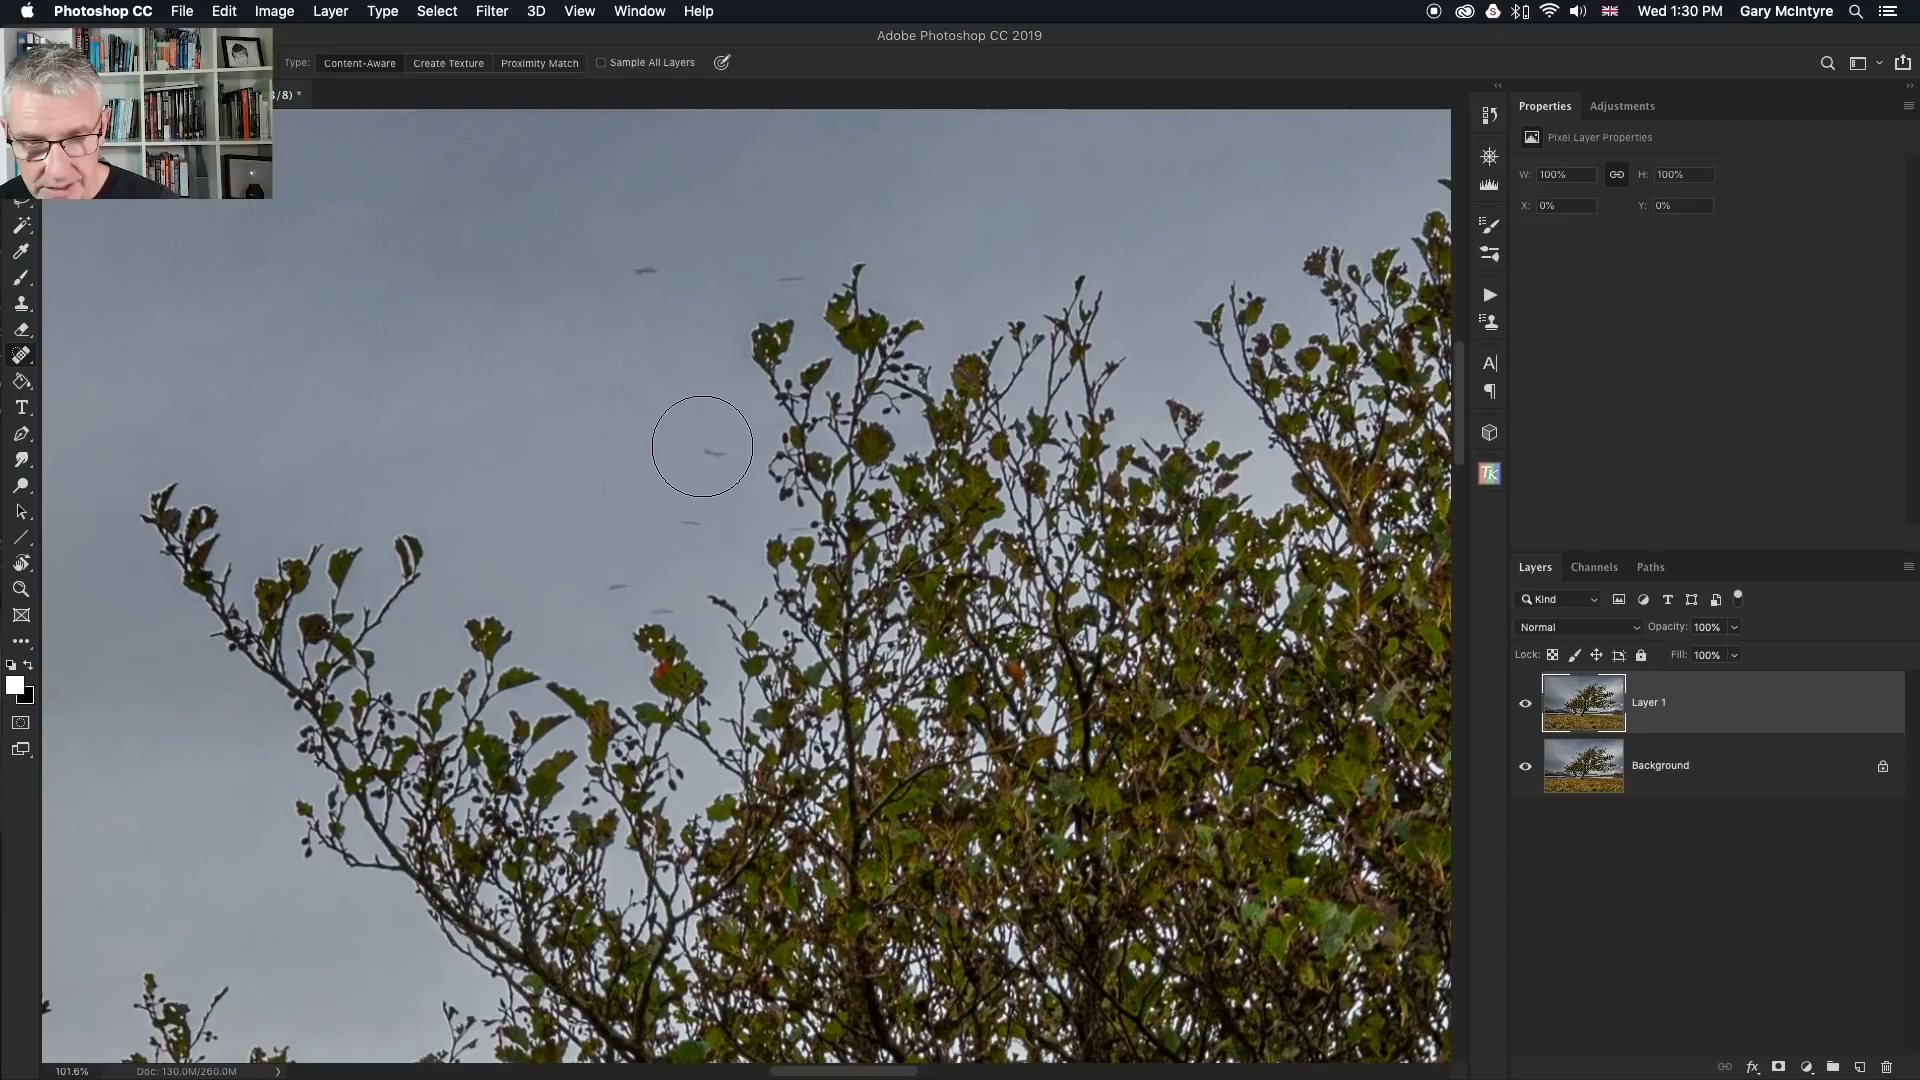 Photoshop CC File Edit Image Layer Type Select Filter 3D View Window Help Wed 1:30 PM Gary McIntyre
Adobe Photoshop CC 2019
Type: Content-Aware Create Texture Proximity Match Sample All Layers
/8) *
Properties Adjustments
Pixel Layer Properties
W: 100% H: 100%
X: 0% Y: 0%
TK
Layers Channels Paths
Kind
Normal Opacity: 100%
Lock: Fill: 100%
Layer 1
Background
101.6% Doc: 130.0M/260.0M